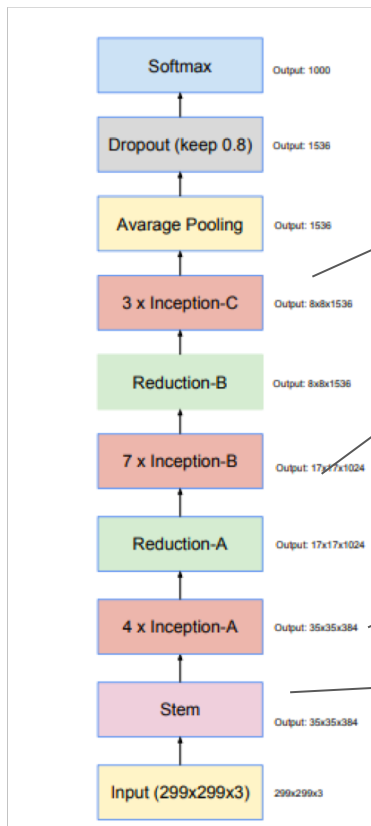 Softmax
Output: 1000
Dropout (keep 0.8)
Output: 1536
Avarage Pooling
Output: 1536
3 x Inception-C
Output: 8x8x1536
Reduction-B
Output: 8x8x1536
7 x Inception-B
Output: 17x17x1024
Reduction-A
Output: 17x17x1024
4 x Inception-A
Output: 35x35x384
Stem
Output: 35x35x384
Input (299x299x3)
299x299x3